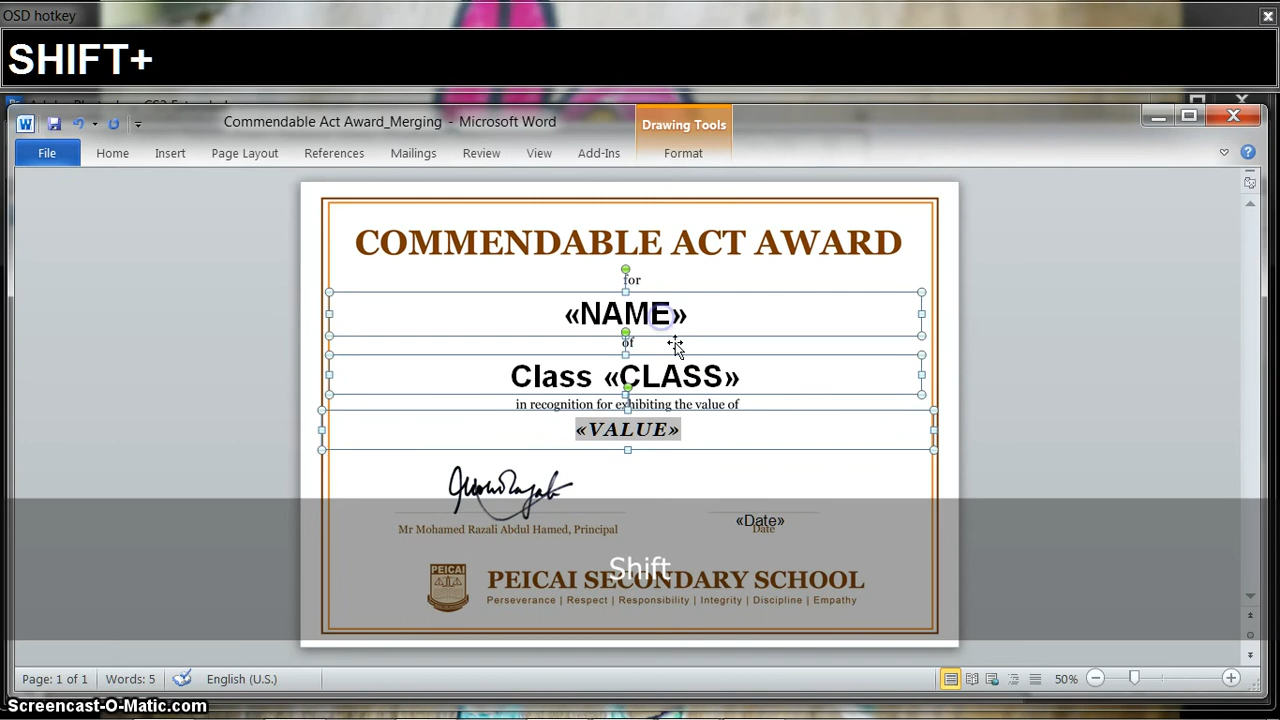 OSD hotkey
SHIFT+
Commendable Act Award_Merging - Microsoft Word
Drawing Tools
File Home Insert Page Layout References Mailings Review View Add-Ins Format
COMMENDABLE ACT AWARD
for
«NAME»
of
Class «CLASS»
in recognition for exhibiting the value of
«VALUE»
«Date»
Mr Mohamed Razali Abdul Hamed, Principal
Date
Shift
PEICAI
PEICAI SECONDARY SCHOOL
Perseverance | Respect | Responsibility | Integrity | Discipline | Empathy
Page: 1 of 1 Words: 5 English (U.S.) 50%
Screencast-O-Matic.com